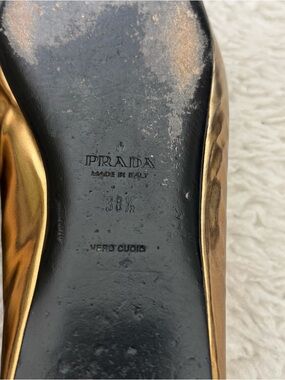 PRADA
MADE IN ITALY
38½
VERO CUOIO